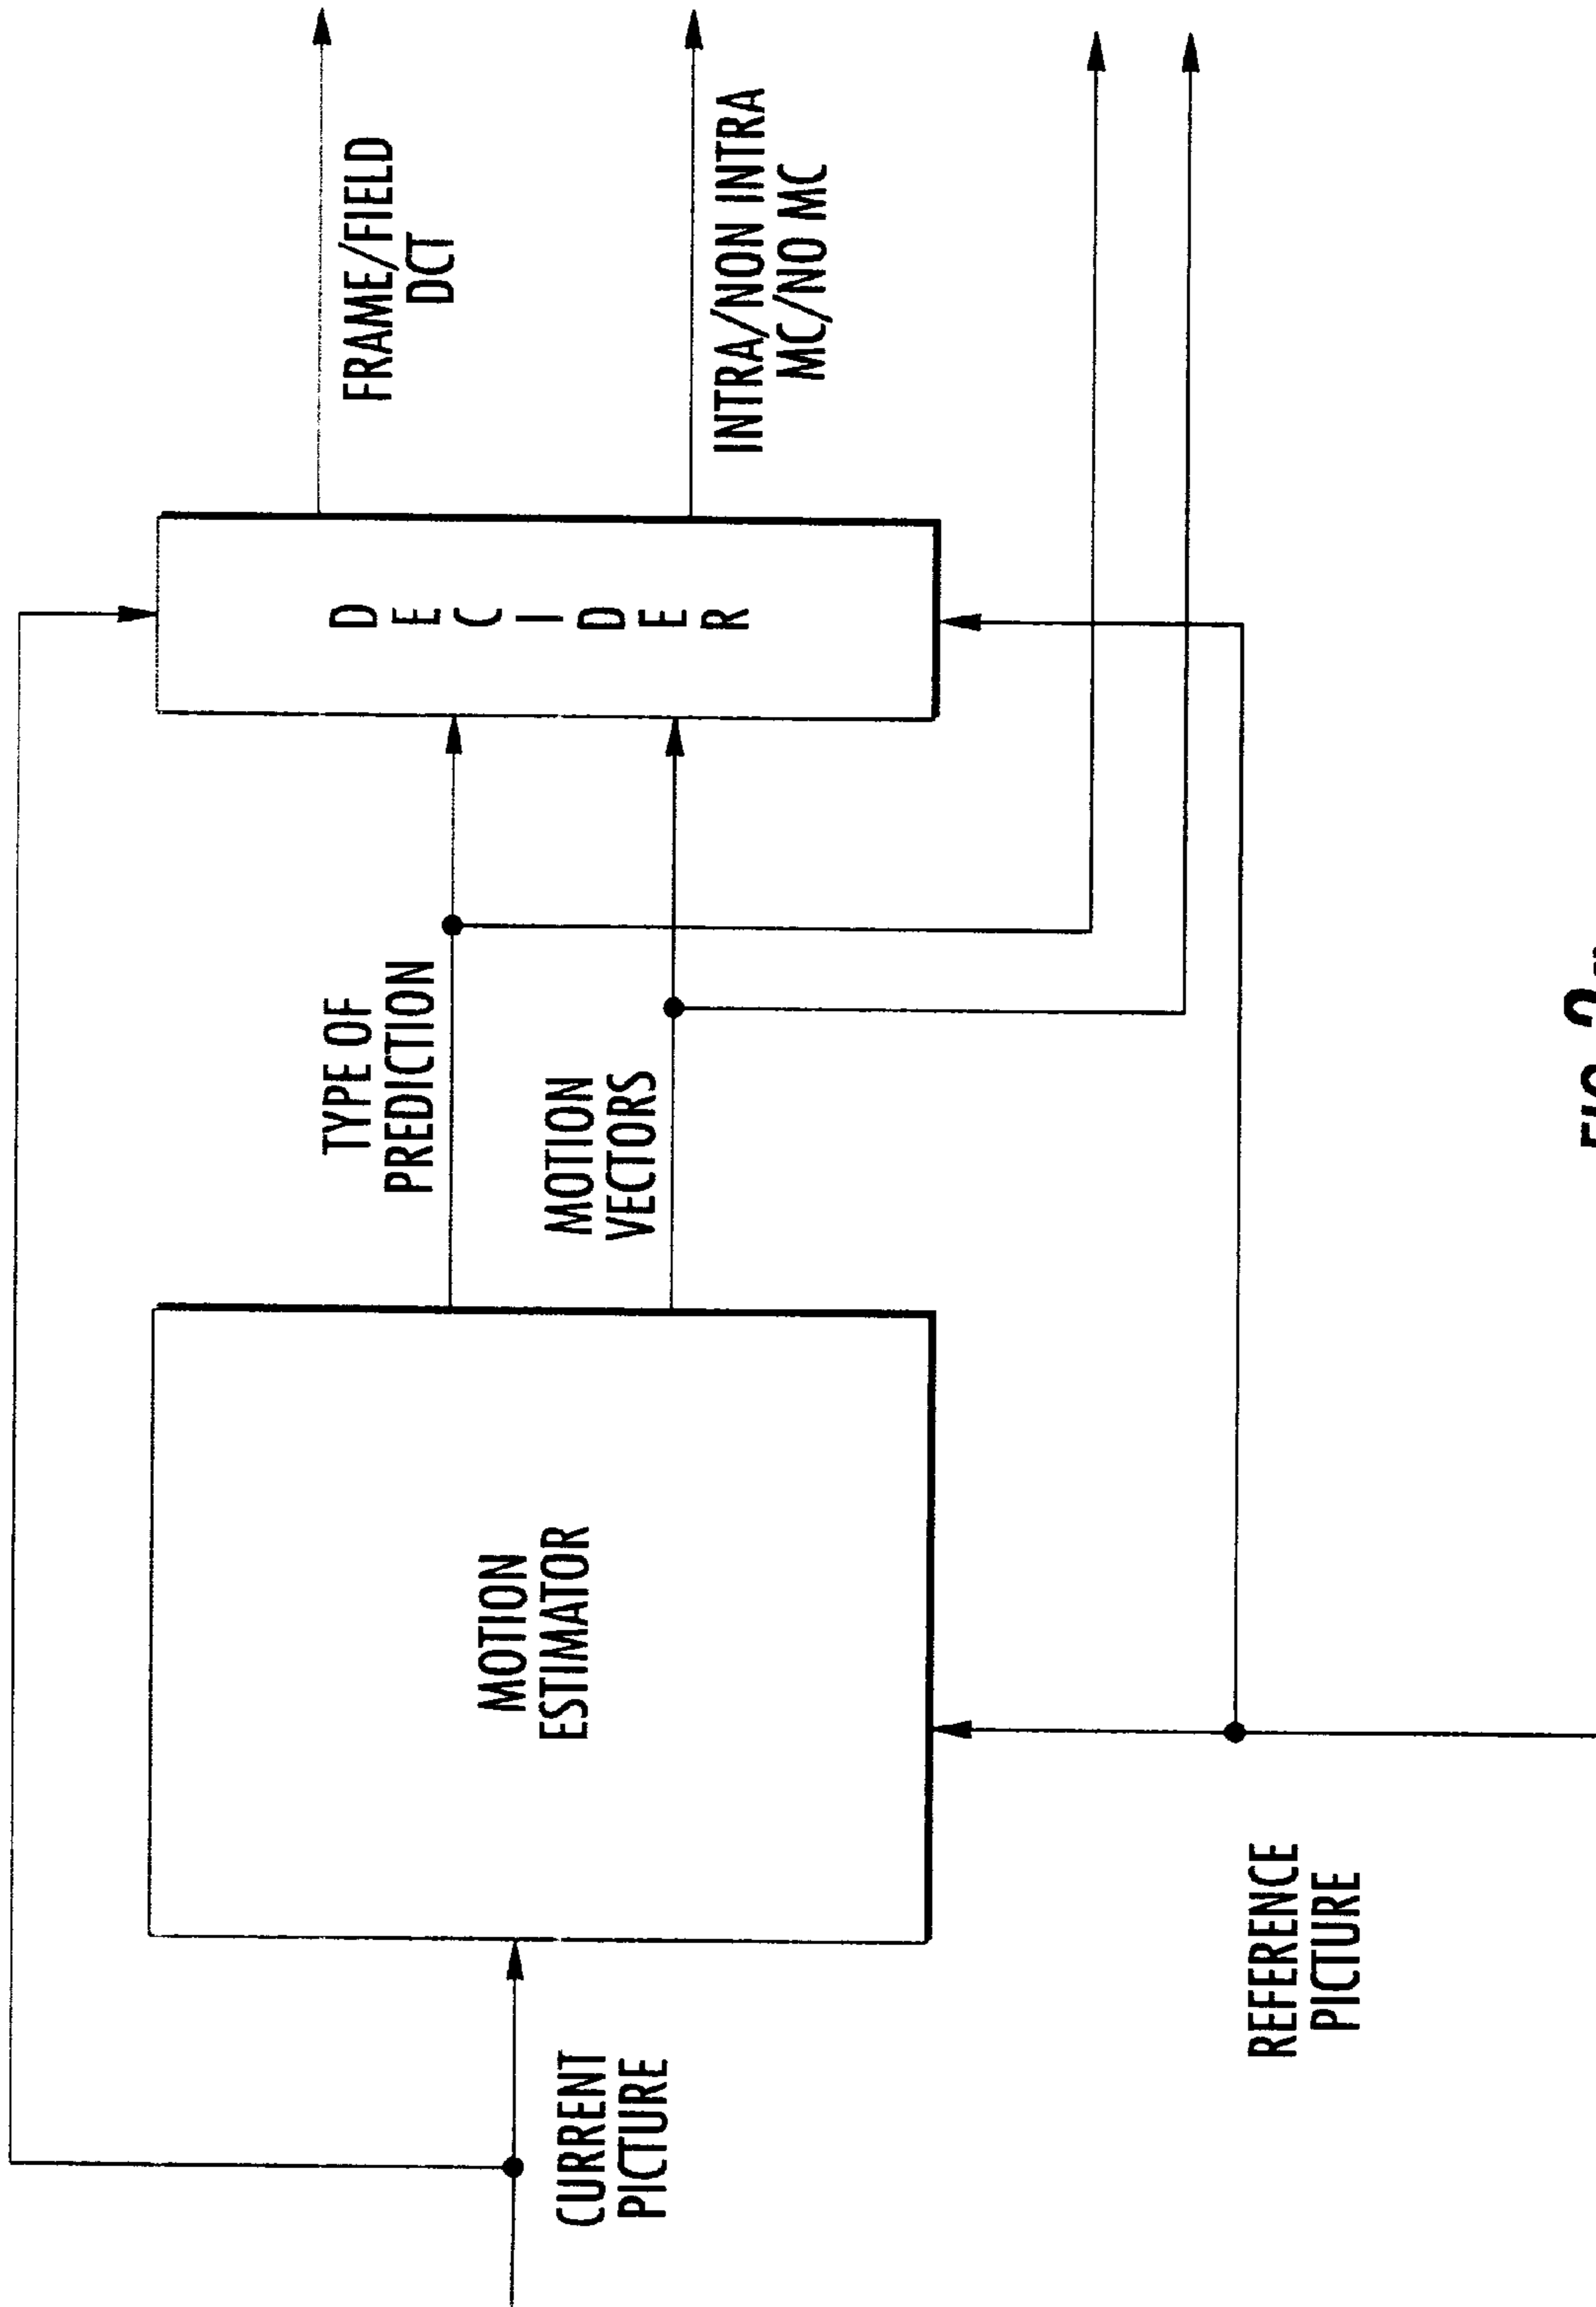 FRAME/FIELD
DCT
INTRA/NON INTRA
MC/NO MC
D
E
C
I
D
E
R
TYPE OF
PREDICTION
MOTION
VECTORS
MOTION
ESTIMATOR
CURRENT
PICTURE
REFERENCE
PICTURE